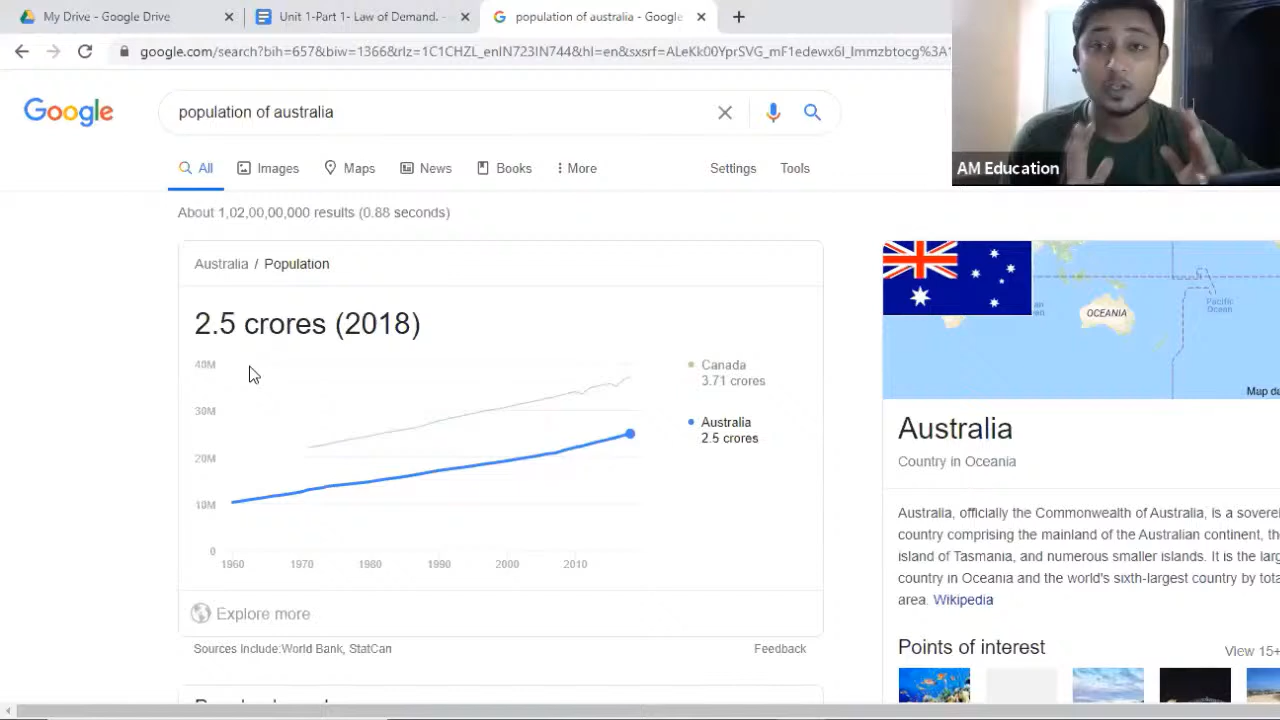 My Drive - Google Drive
Unit 1-Part 1- Law of Demand.
population of australia - Google
google.com/search?bih=657&biw=1366&rlz=1C1CHZL_enIN723IN744&hl=en&sxsrf=
Google
population of australia
All
Images
Maps
News
Books
More
Settings
Tools
AM Education
About 1,02,00,00,000 results (0.88 seconds)
Australia / Population
2.5 crores (2018)
40M
30M
20M
10M
0
1960 1970 1980 1990 2000 2010
Canada
3.71 crores
Australia
2.5 crores
Explore more
Sources Include:World Bank, StatCan
Feedback
OCEANIA
Pacific
Ocean
Map da
Australia
Country in Oceania
Australia, officially the Commonwealth of Australia, is a soverei
country comprising the mainland of the Australian continent, the
island of Tasmania, and numerous smaller islands. It is the larg
country in Oceania and the world's sixth-largest country by tota
area. Wikipedia
Points of interest
View 15+